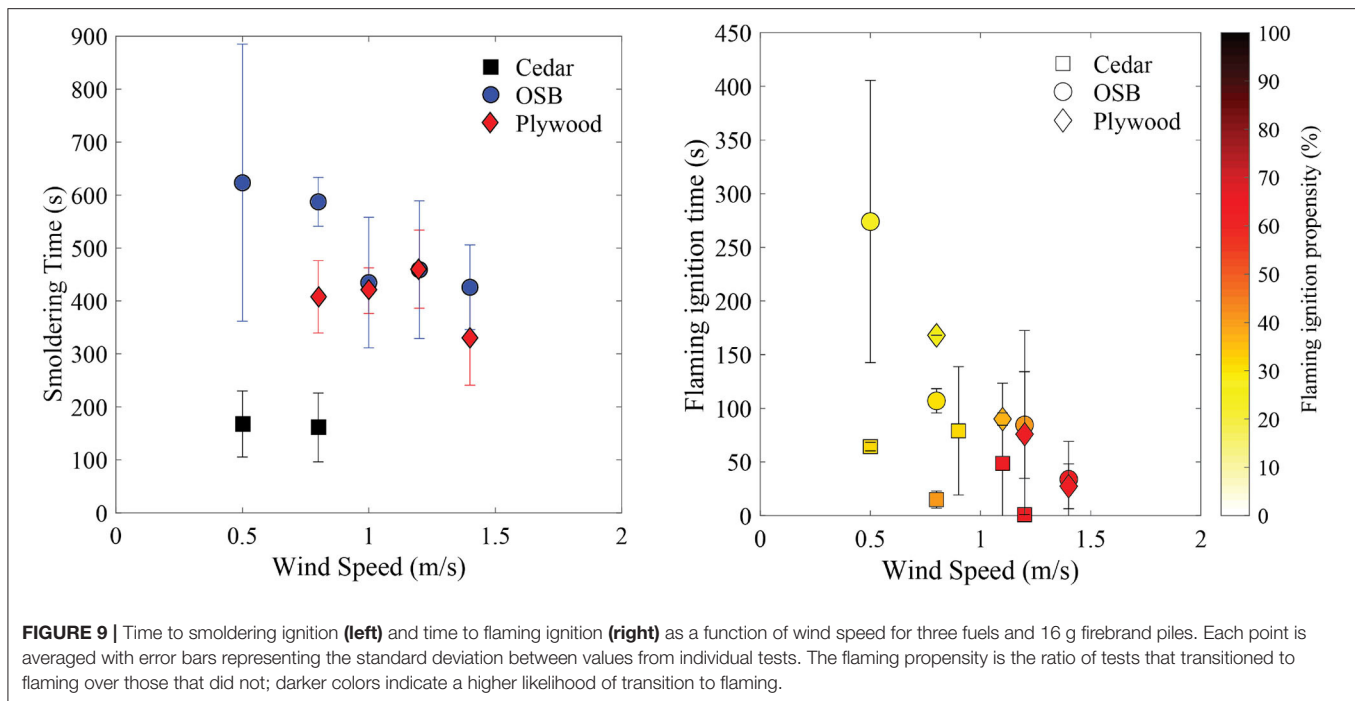 900
800
700
600
500
400
300
200
100
0
Smoldering Time (s)
Cedar
OSB
Plywood
0
0.5
1
1.5
2
Wind Speed (m/s)
450
400
350
300
250
200
150
100
50
0
Flaming ignition time (s)
Cedar
OSB
Plywood
0
0.5
1
1.5
2
Wind Speed (m/s)
100
90
80
70
60
50
40
30
20
10
0
Flaming ignition propensity (%)
FIGURE 9 | Time to smoldering ignition (left) and time to flaming ignition (right) as a function of wind speed for three fuels and 16 g firebrand piles. Each point is
averaged with error bars representing the standard deviation between values from individual tests. The flaming propensity is the ratio of tests that transitioned to
flaming over those that did not; darker colors indicate a higher likelihood of transition to flaming.